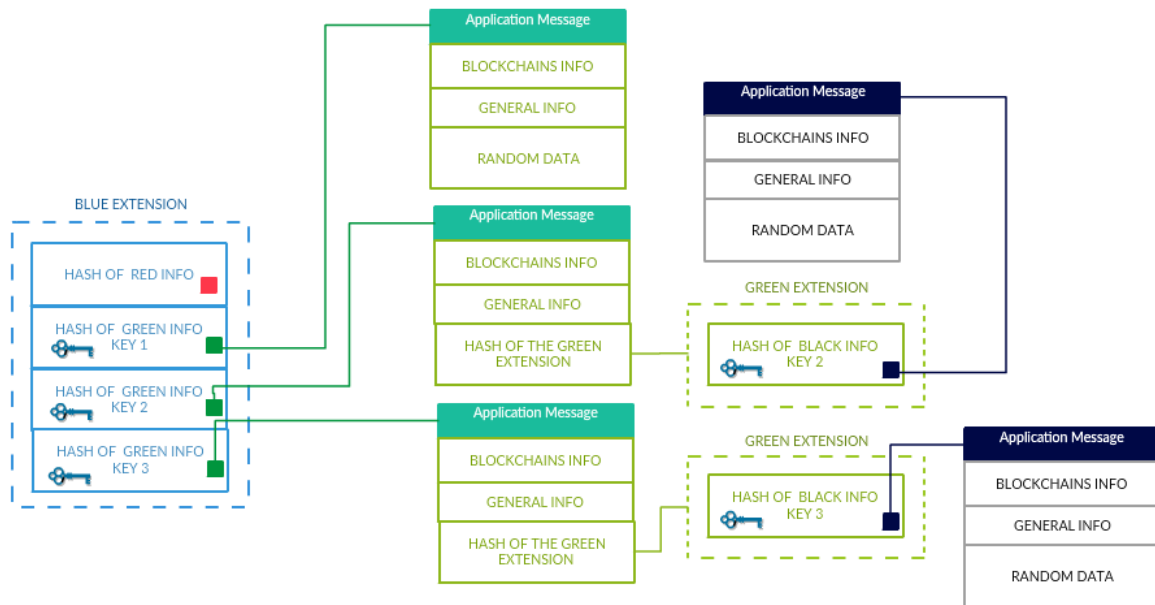 BLUE EXTENSION
HASH OF RED INFO
HASH OF GREEN INFO
KEY 1
HASH OF GREEN INFO
KEY 2
HASH OF GREEN INFO
KEY 3
Application Message
BLOCKCHAINS INFO
GENERAL INFO
RANDOM DATA
Application Message
BLOCKCHAINS INFO
GENERAL INFO
HASH OF THE GREEN
EXTENSION
Application Message
BLOCKCHAINS INFO
GENERAL INFO
HASH OF THE GREEN
EXTENSION
Application Message
BLOCKCHAINS INFO
GENERAL INFO
RANDOM DATA
GREEN EXTENSION
HASH OF BLACK INFO
KEY 2
GREEN EXTENSION
HASH OF BLACK INFO
KEY 3
Application Message
BLOCKCHAINS INFO
GENERAL INFO
RANDOM DATA